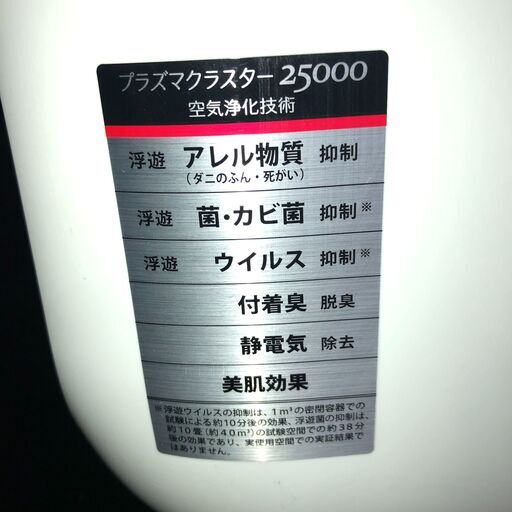 プラズマクラスター25000
空気浄化技術
浮遊 アレル物質 抑制
(ダニのふん・死がい)
浮遊 菌・カビ菌 抑制※
浮遊 ウイルス 抑制※
付着臭 脱臭
静電気 除去
美肌効果
※浮遊ウイルスの抑制は、1m³の密閉容器での
試験による約10分後の効果、浮遊菌の抑制は、
約10畳(約40m³)の試験空間での約38分
後の効果であり、実使用空間での実証結果で
はありません。